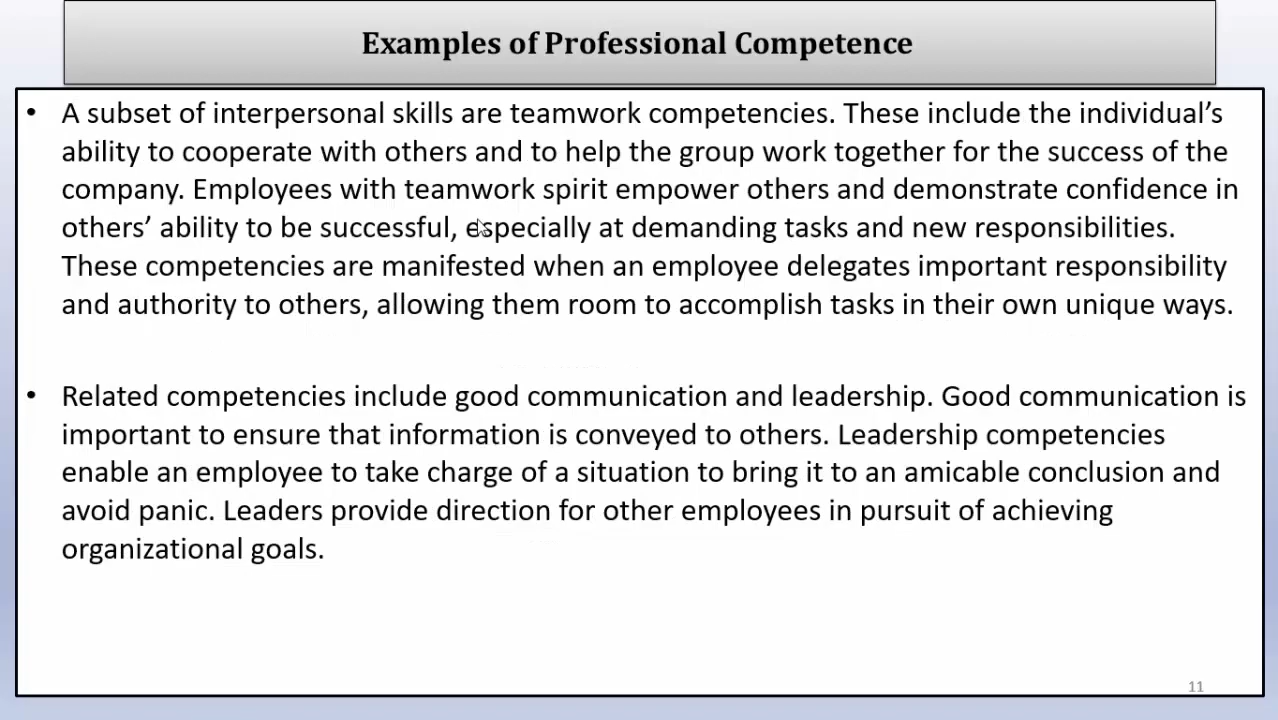 Examples of Professional Competence
• A subset of interpersonal skills are teamwork competencies. These include the individual’s
ability to cooperate with others and to help the group work together for the success of the
company. Employees with teamwork spirit empower others and demonstrate confidence in
others’ ability to be successful, especially at demanding tasks and new responsibilities.
These competencies are manifested when an employee delegates important responsibility
and authority to others, allowing them room to accomplish tasks in their own unique ways.
• Related competencies include good communication and leadership. Good communication is
important to ensure that information is conveyed to others. Leadership competencies
enable an employee to take charge of a situation to bring it to an amicable conclusion and
avoid panic. Leaders provide direction for other employees in pursuit of achieving
organizational goals.
11